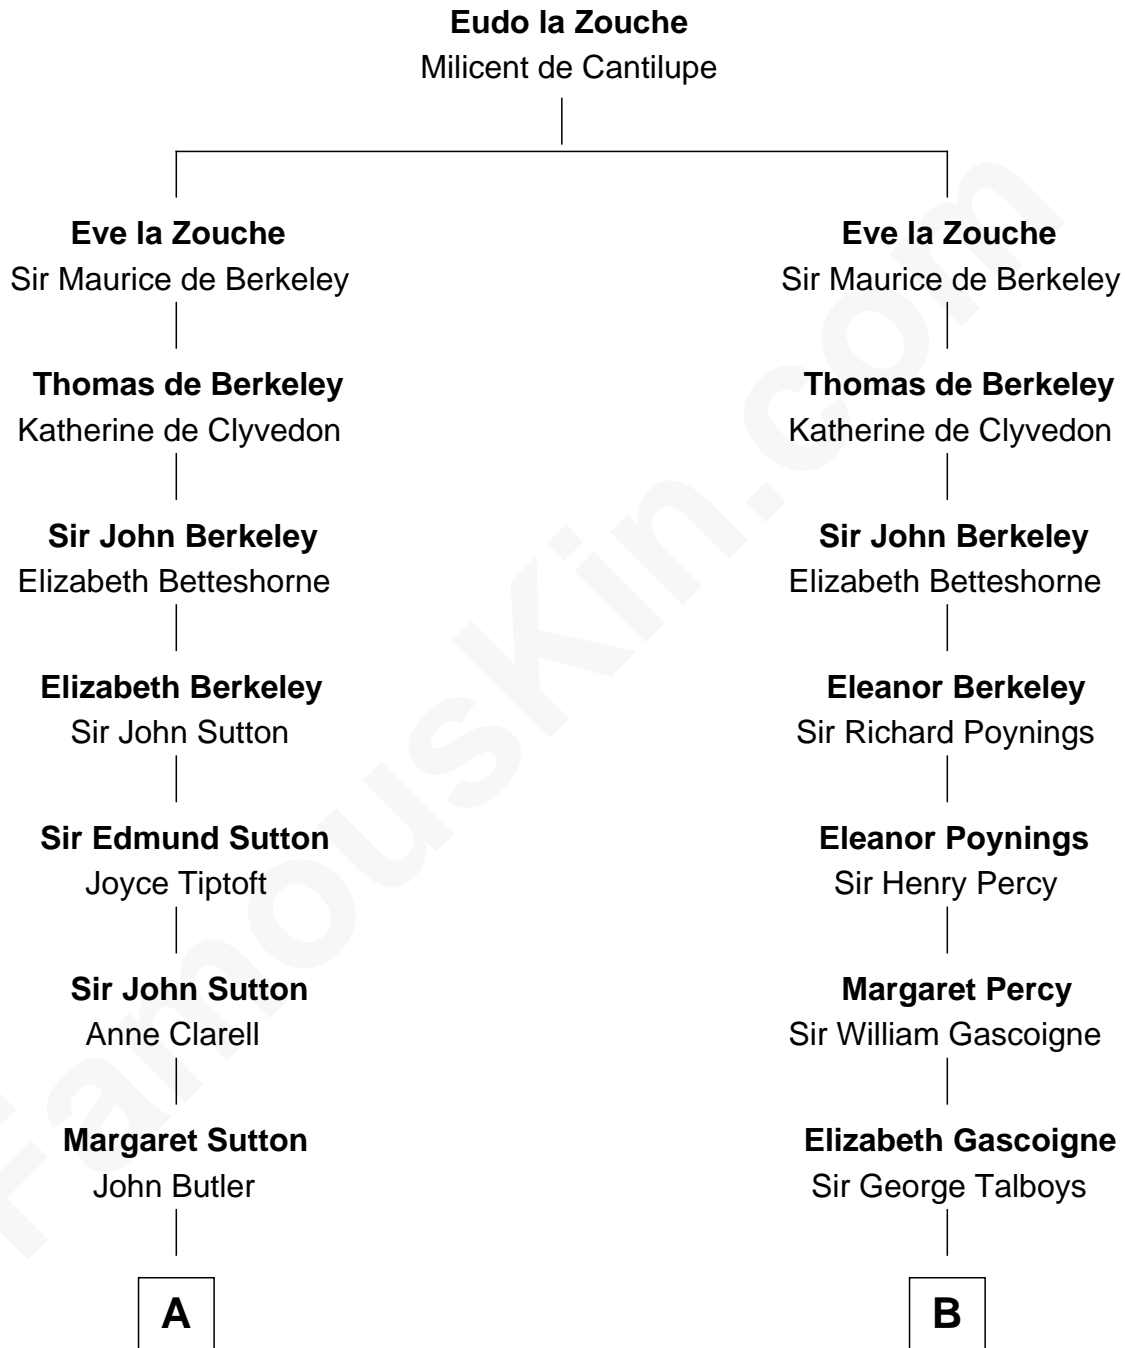 Eudo la Zouche
Milicent de Cantilupe
Eve la Zouche
Sir Maurice de Berkeley
Eve la Zouche
Sir Maurice de Berkeley
Thomas de Berkeley
Katherine de Clyvedon
Thomas de Berkeley
Katherine de Clyvedon
Sir John Berkeley
Elizabeth Betteshorne
Sir John Berkeley
Elizabeth Betteshorne
Elizabeth Berkeley
Sir John Sutton
Eleanor Berkeley
Sir Richard Poynings
Sir Edmund Sutton
Joyce Tiptoft
Eleanor Poynings
Sir Henry Percy
Sir John Sutton
Anne Clarell
Margaret Percy
Sir William Gascoigne
Margaret Sutton
John Butler
Elizabeth Gascoigne
Sir George Talboys
A
B
FamousKin.com